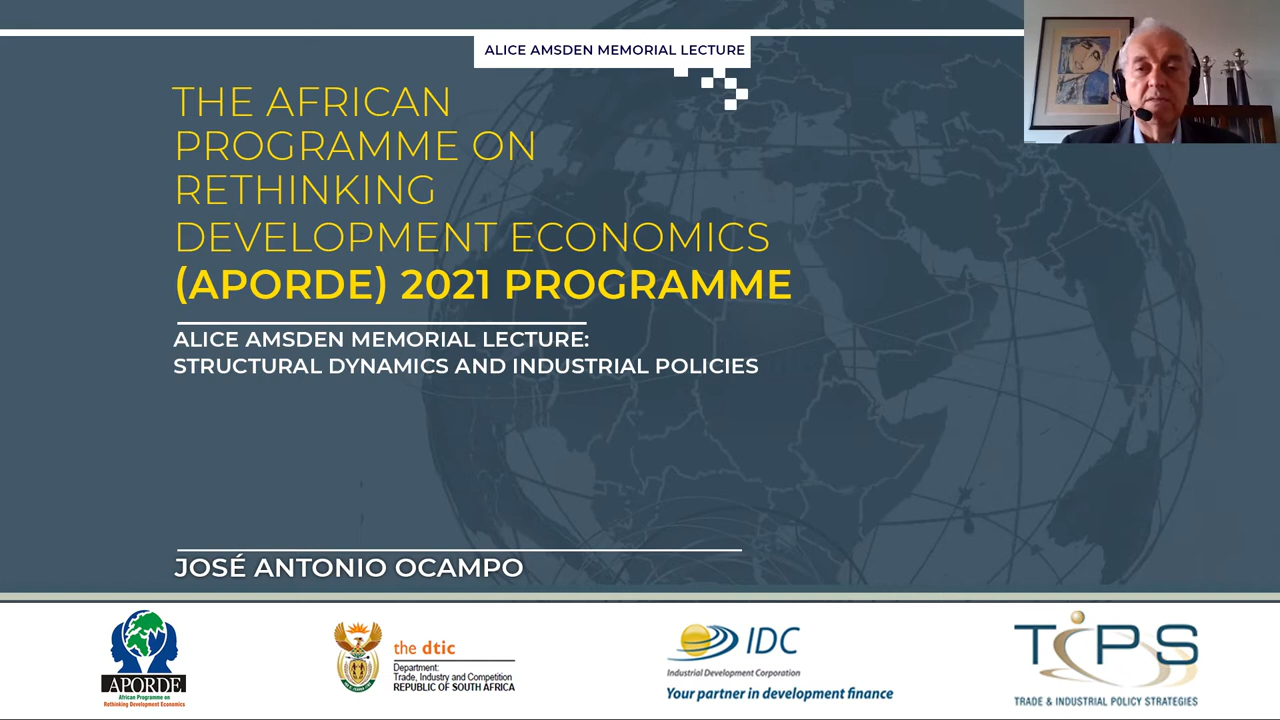 ALICE AMSDEN MEMORIAL LECTURE
THE AFRICAN
PROGRAMME ON
RETHINKING
DEVELOPMENT ECONOMICS
(APORDE) 2021 PROGRAMME
ALICE AMSDEN MEMORIAL LECTURE:
STRUCTURAL DYNAMICS AND INDUSTRIAL POLICIES
JOSÉ ANTONIO OCAMPO
APORDE
African Programme on
Rethinking Development Economics
the dtic
Department:
Trade, Industry and Competition
REPUBLIC OF SOUTH AFRICA
IDC
Industrial Development Corporation
Your partner in development finance
TIPS
TRADE & INDUSTRIAL POLICY STRATEGIES